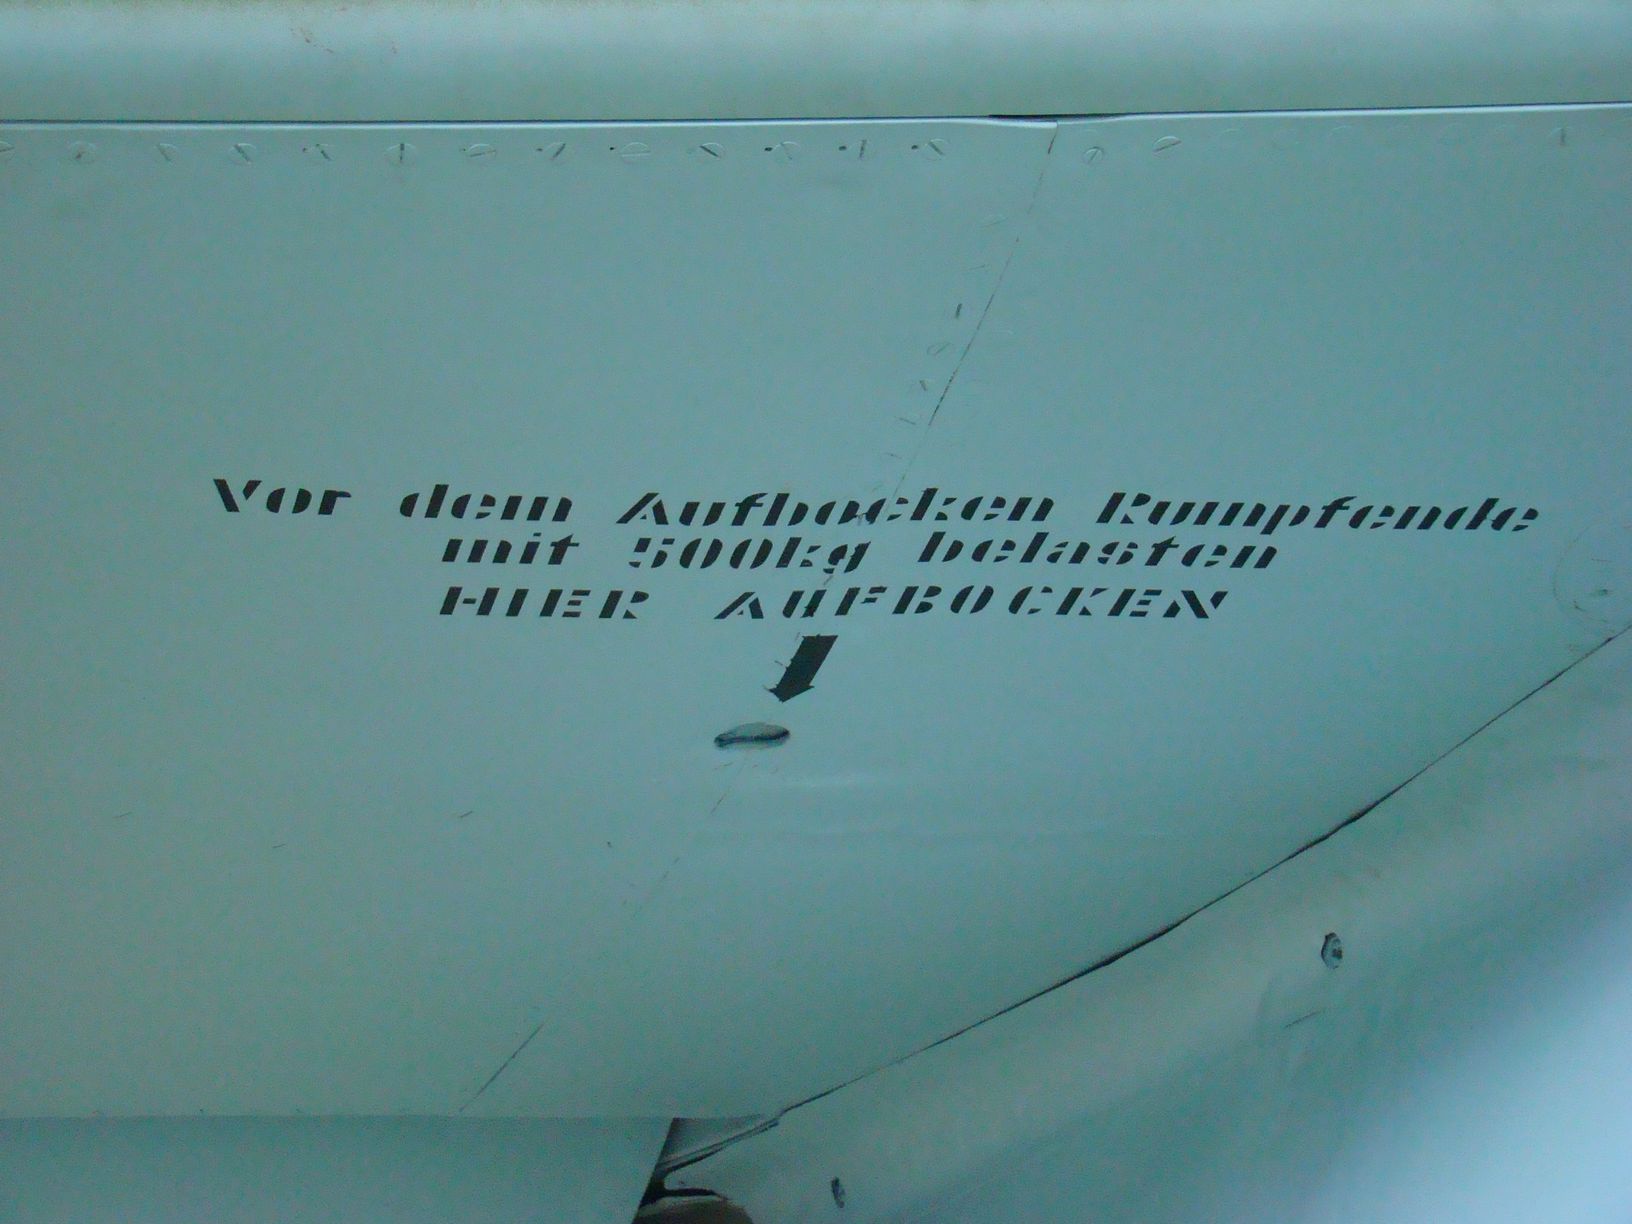 Vor dem Aufbocken Rumpfende
mit 500kg belasten
HIER AUFBOCKEN